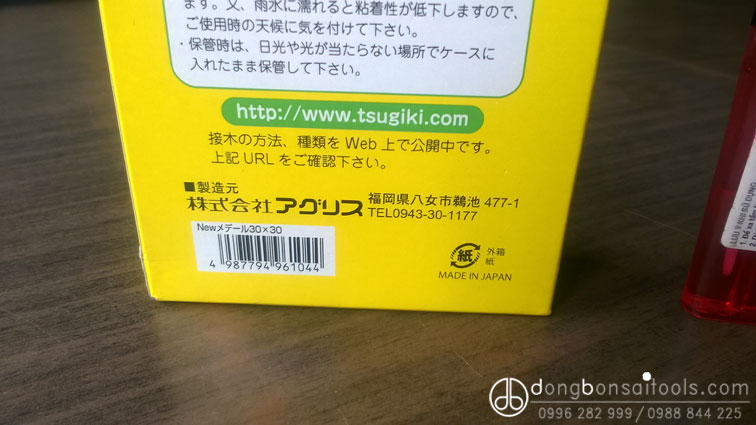 ます。又、雨水に濡れると粘着性が低下しますので、
ご使用時の天候に気を付けて下さい。
・保管時は、日光や光が当たらない場所でケースに
入れたまま保管して下さい。
http://www.tsugiki.com
接木の方法、種類を Web 上で公開中です。
上記 URL をご確認下さい。
■製造元
株式会社アグリス 福岡県八女市鵜池 477-1
TEL0943-30-1177
Newメデール30×30
4 987794 961044
紙 外箱
紙
MADE IN JAPAN
LƯU Ý KHI SỬ DỤNG
dongbonsaitools.com
0996 282 999 / 0988 844 225